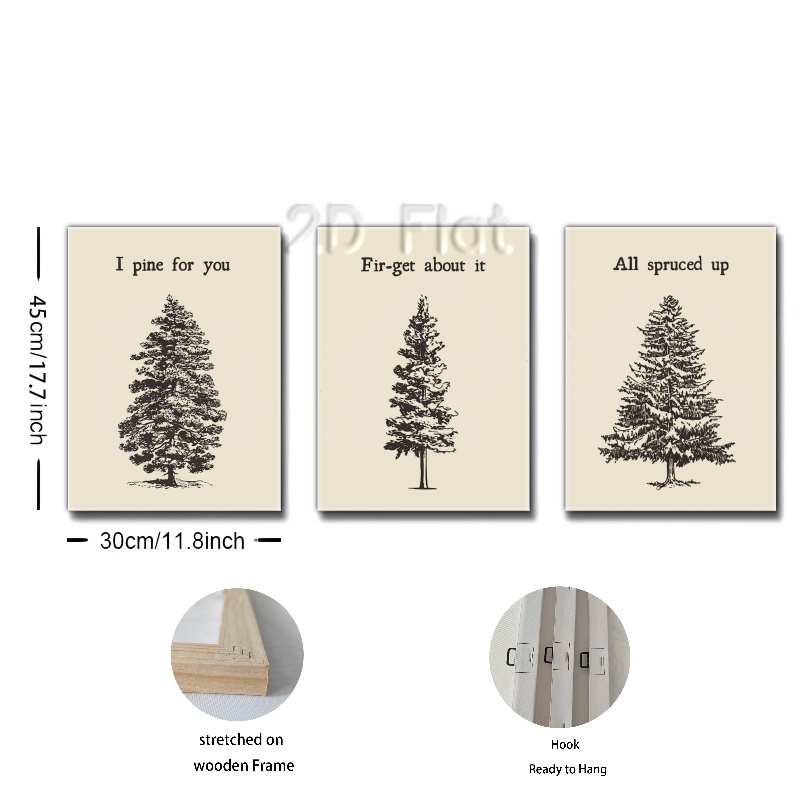 2.D Flat
I pine for you
Fir-get about it
All spruced up
45cm/17.7inch
30cm/11.8inch
stretched on
wooden Frame
Hook
Ready to Hang